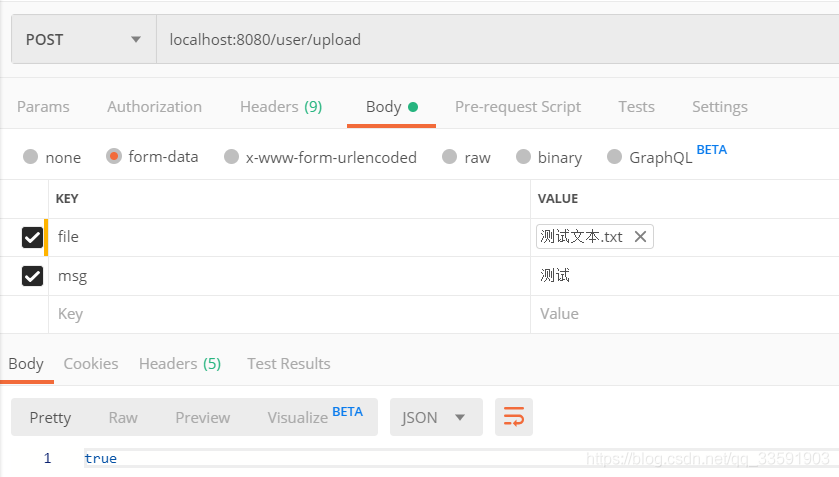 POST localhost:8080/user/upload
Params Authorization Headers (9) Body Pre-request Script Tests Settings
none form-data x-www-form-urlencoded raw binary GraphQL BETA
KEY VALUE
file 测试文本.txt
msg 测试
Key Value
Body Cookies Headers (5) Test Results
Pretty Raw Preview Visualize BETA JSON
1 true
https://blog.csdn.net/qq_33591903